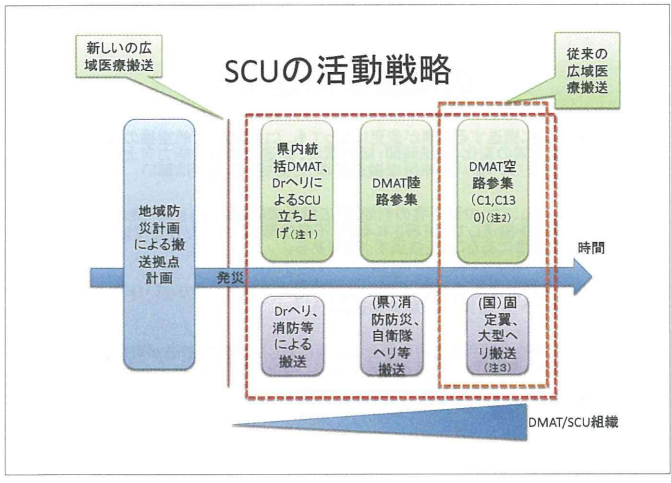 新しいの広
域医療搬送
SCUの活動戦略
従来の
広域医
療搬送
地域防
災計画
による搬
送拠点
計画
県内統
括DMAT、
Drヘリに
よるSCU
立ち上
げ(注1)
DMAT陸
路参集
DMAT空
路参集
(C1,C13
0)(注2)
時間
発災
Drヘリ、
消防等
による
搬送
(県)消
防防災、
自衛隊
ヘリ等
搬送
(国)固
定翼、
大型ヘ
リ搬送
(注3)
DMAT/SCU組織